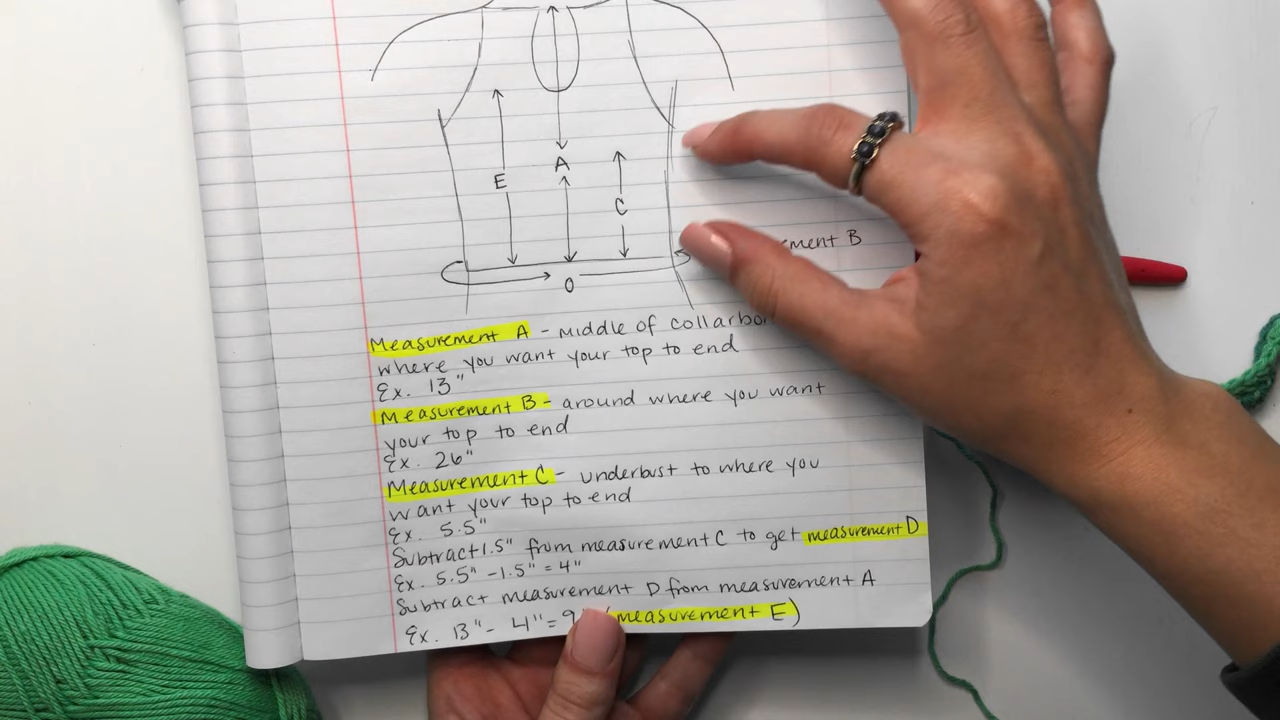 A
E
C
ement B
O
Measurement A - Middle of collarbo
where you want your top to end
Ex. 13"
Measurement B - around where you want
your top to end
Ex. 26"
Measurement C - underbust to where you
want your top to end
Ex. 5.5"
Subtract 1.5" from measurement C to get measurement D
Ex. 5.5" - 1.5" = 4"
Subtract measurement D from measurement A
Ex. 13" - 4" = 9 (measurement E)